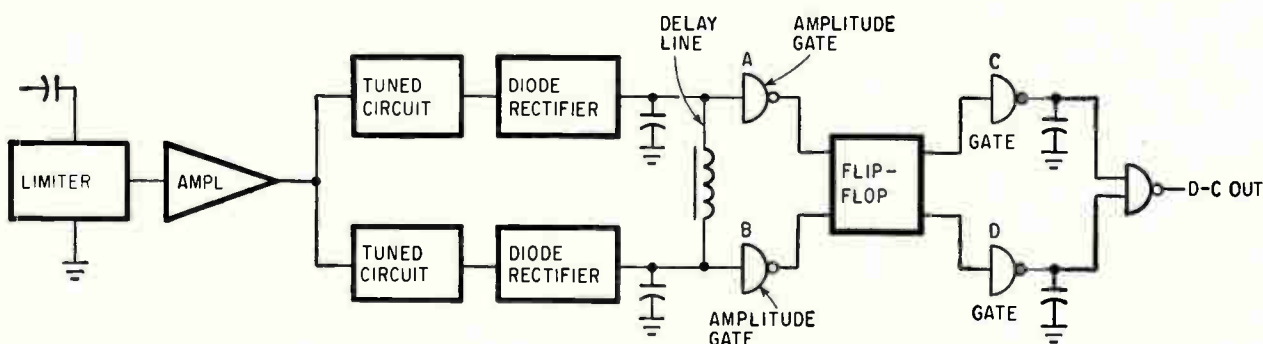 DELAY
LINE
AMPLITUDE
GATE
A
C
TUNED
CIRCUIT
DIODE
RECTIFIER
GATE
LIMITER
AMPL
FLIP-
FLOP
D-C OUT
TUNED
CIRCUIT
DIODE
RECTIFIER
B
D
AMPLITUDE
GATE
GATE